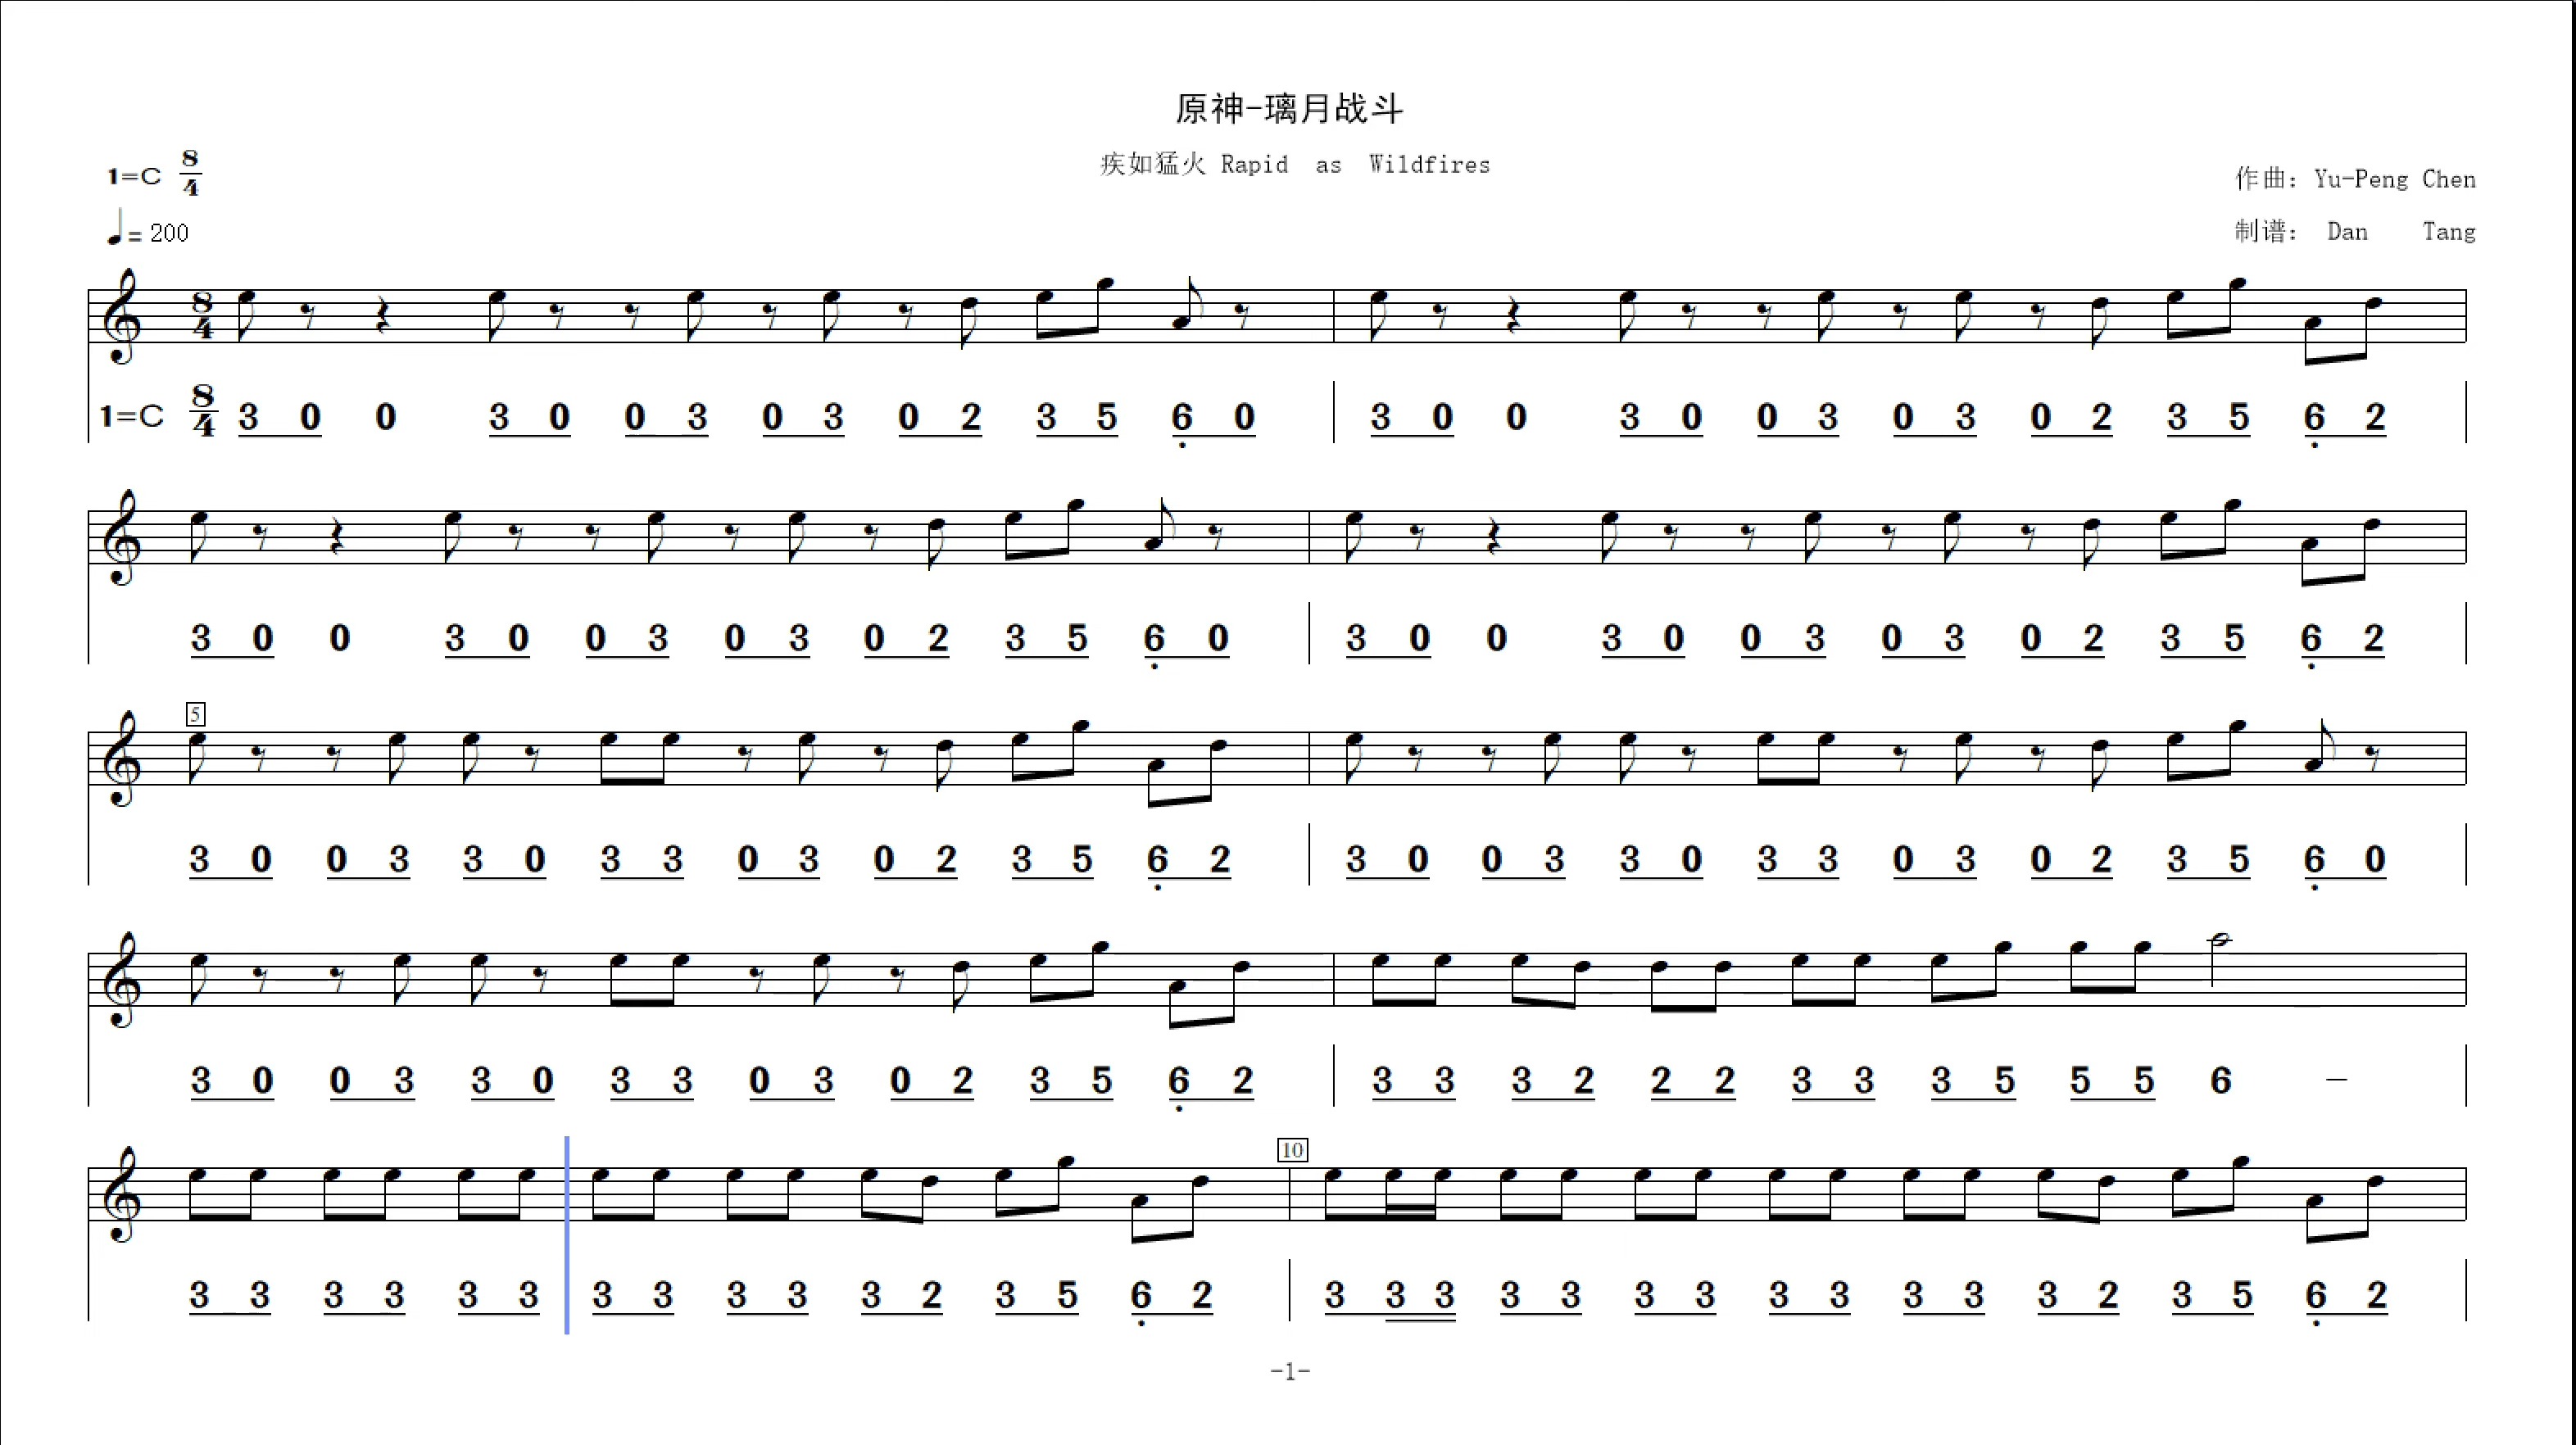 原神-璃月战斗
疾如猛火 Rapid as Wildfires
1=C 8/4
作曲: Yu-Peng Chen
= 200
制谱: Dan Tang
8/4
1=C 8/4 3 0 0 3 0 0 3 0 3 0 2 3 5 6 0 | 3 0 0 3 0 0 3 0 3 0 2 3 5 6 2
3 0 0 3 0 0 3 0 3 0 2 3 5 6 0 | 3 0 0 3 0 0 3 0 3 0 2 3 5 6 2
5
3 0 0 3 3 0 3 3 0 3 0 2 3 5 6 2 | 3 0 0 3 3 0 3 3 0 3 0 2 3 5 6 0
3 0 0 3 3 0 3 3 0 3 0 2 3 5 6 2 | 3 3 3 2 2 2 3 3 3 5 5 5 6 -
10
3 3 3 3 3 3 3 3 3 3 3 2 3 5 6 2 | 3 3 3 3 3 3 3 3 3 3 3 3 2 3 5 6 2
-1-